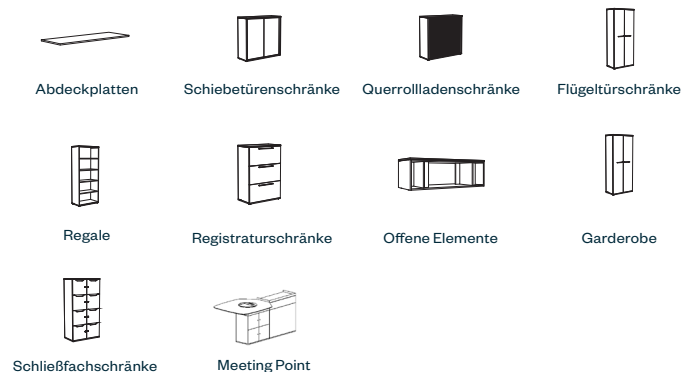 Abdeckplatten
Schiebetürenschränke
Querrollladenschränke
Flügeltürschränke
Regale
Registraturschränke
Offene Elemente
Garderobe
Schließfachschränke
Meeting Point